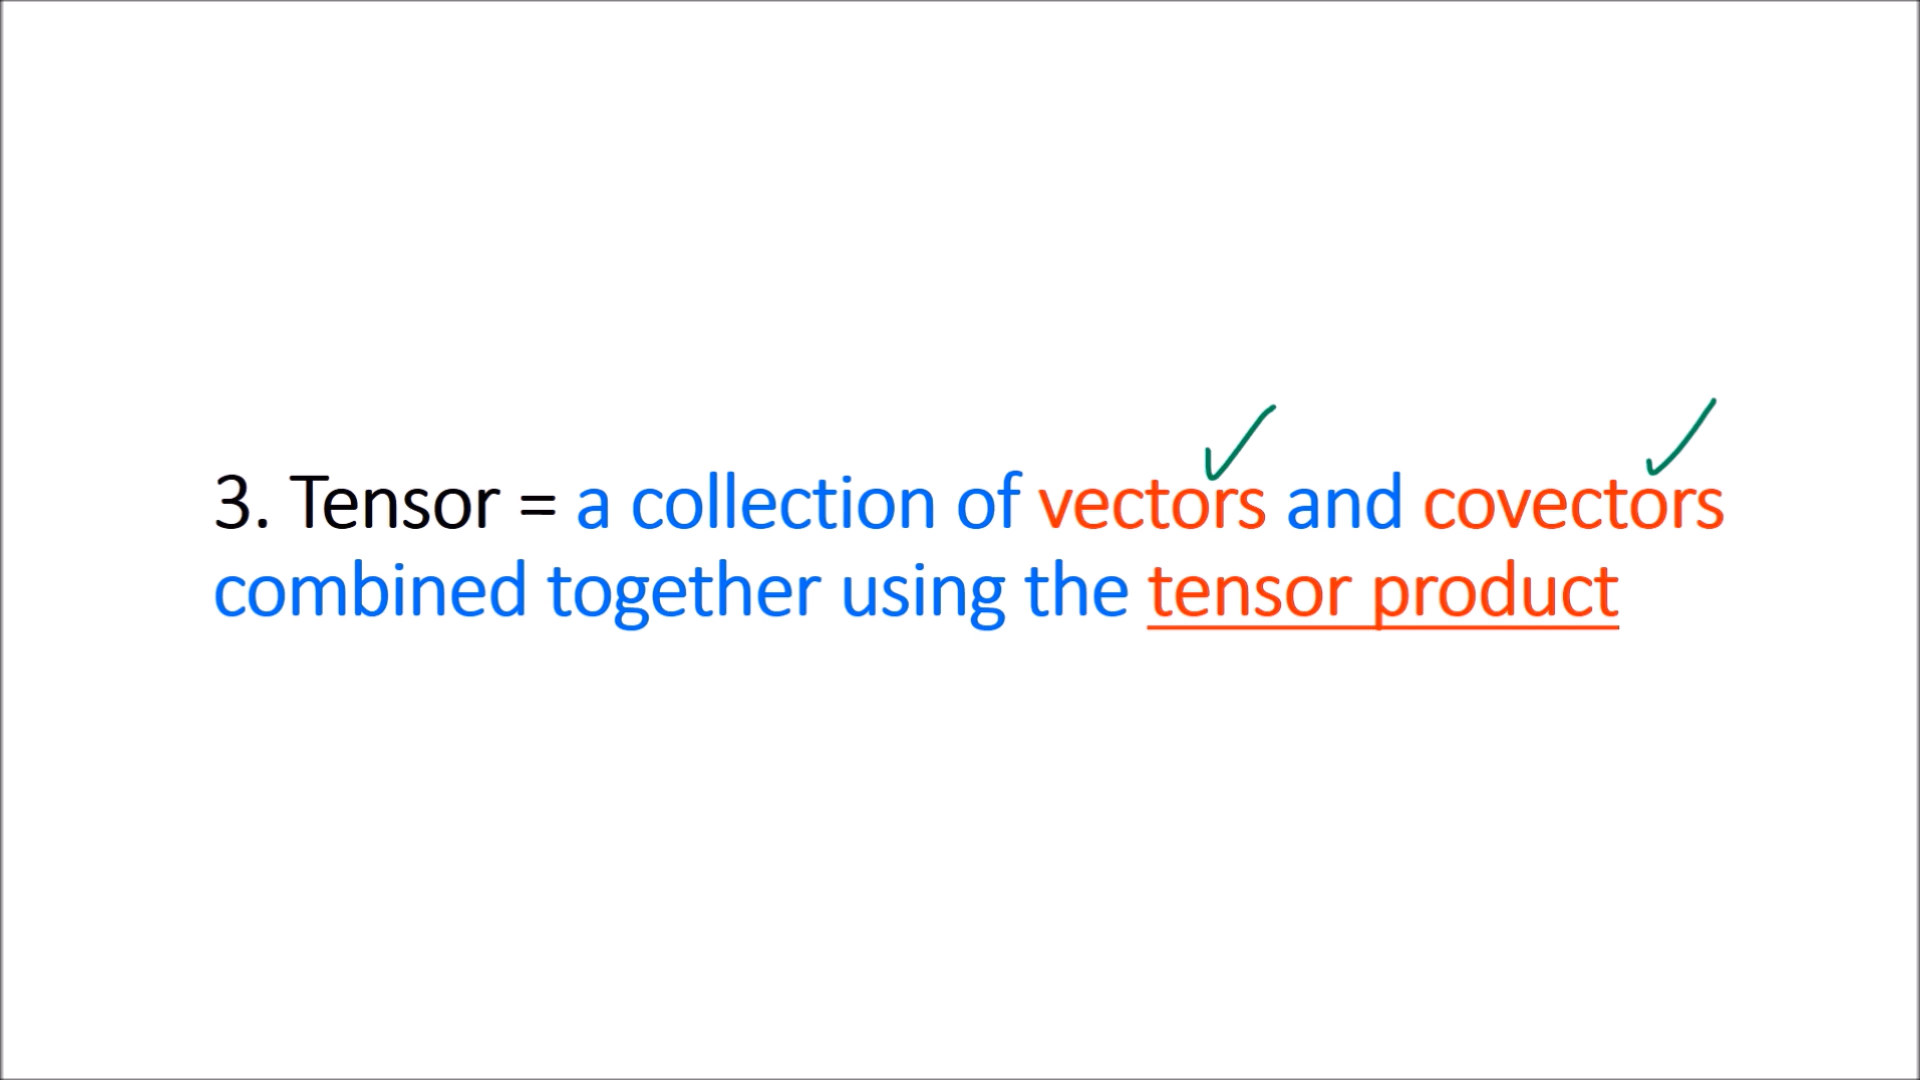 3. Tensor = a collection of vectors and covectors
combined together using the tensor product